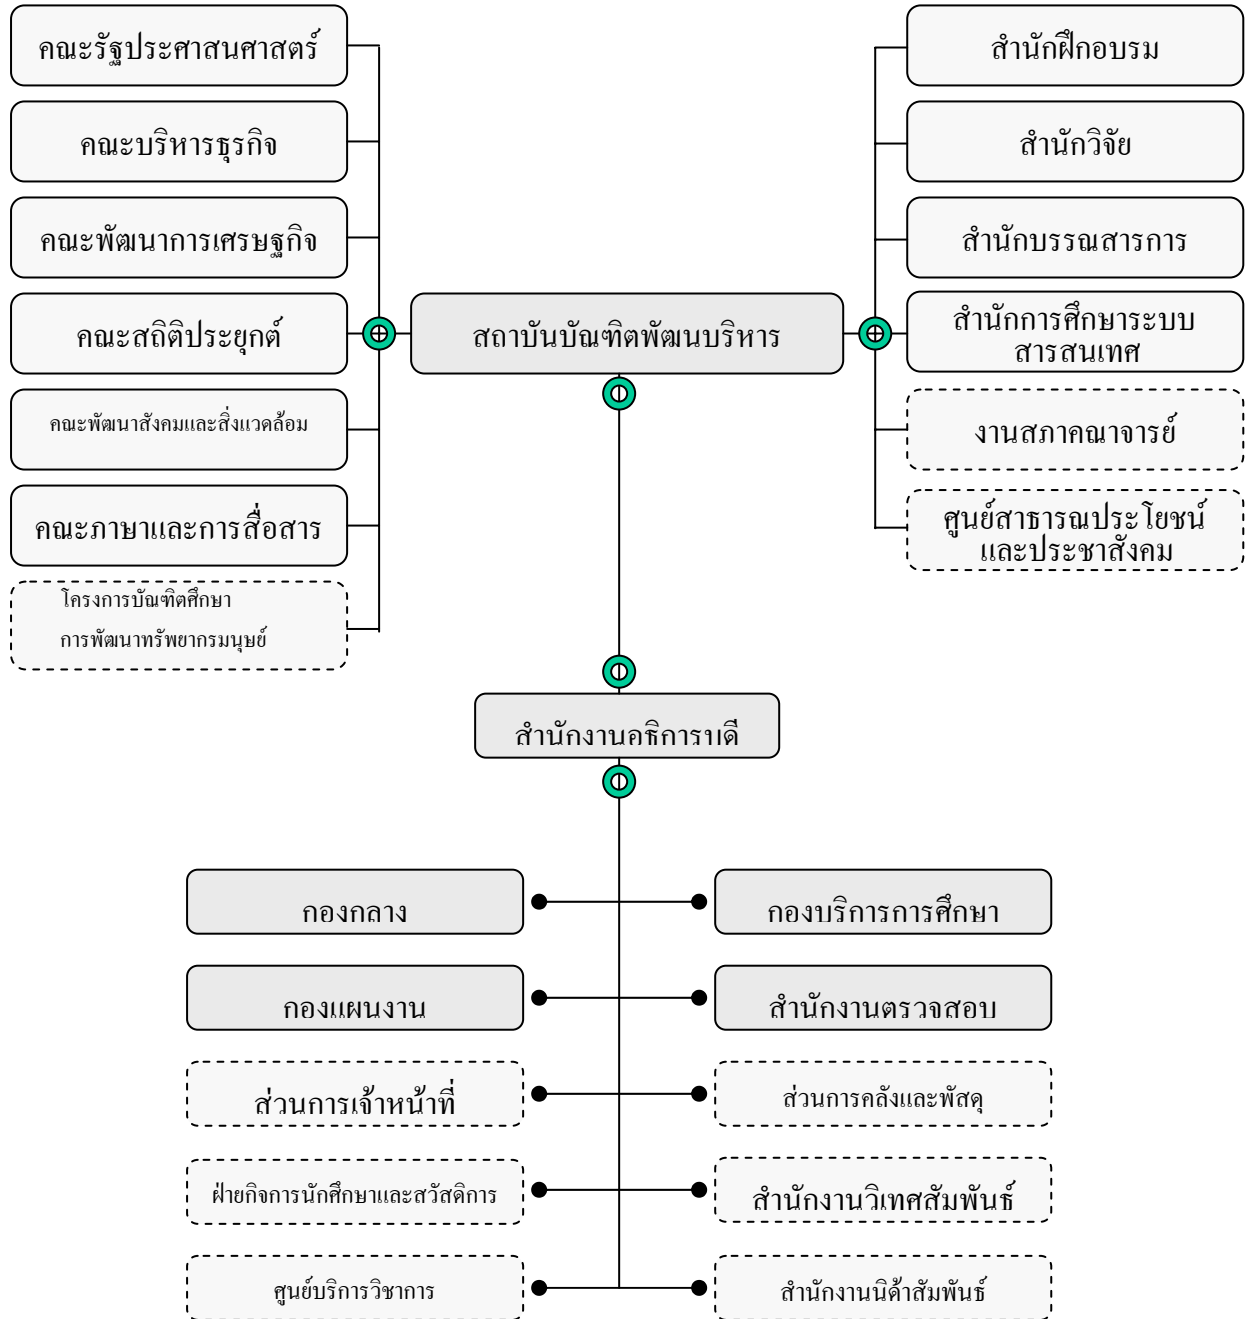 คณะรัฐประศาสนศาสตร์
คณะบริหารธุรกิจ
คณะพัฒนาการเศรษฐกิจ
คณะสถิติประยุกต์
คณะพัฒนาสังคมและสิ่งแวดล้อม
คณะภาษาและการสื่อสาร
โครงการบัณฑิตศึกษา
การพัฒนาทรัพยากรมนุษย์
สถาบันบัณฑิตพัฒนบริหาร
สำนักฝึกอบรม
สำนักวิจัย
สำนักบรรณสารการ
สำนักการศึกษาระบบ
สารสนเทศ
งานสภาคณาจารย์
ศูนย์สาธารณประโยชน์
และประชาสังคม
สำนักงานอธิการบดี
กองกลาง
กองบริการการศึกษา
กองแผนงาน
สำนักงานตรวจสอบ
ส่วนการเจ้าหน้าที่
ส่วนการคลังและพัสดุ
ฝ่ายกิจการนักศึกษาและสวัสดิการ
สำนักงานวิเทศสัมพันธ์
ศูนย์บริการวิชาการ
สำนักงานนิด้าสัมพันธ์